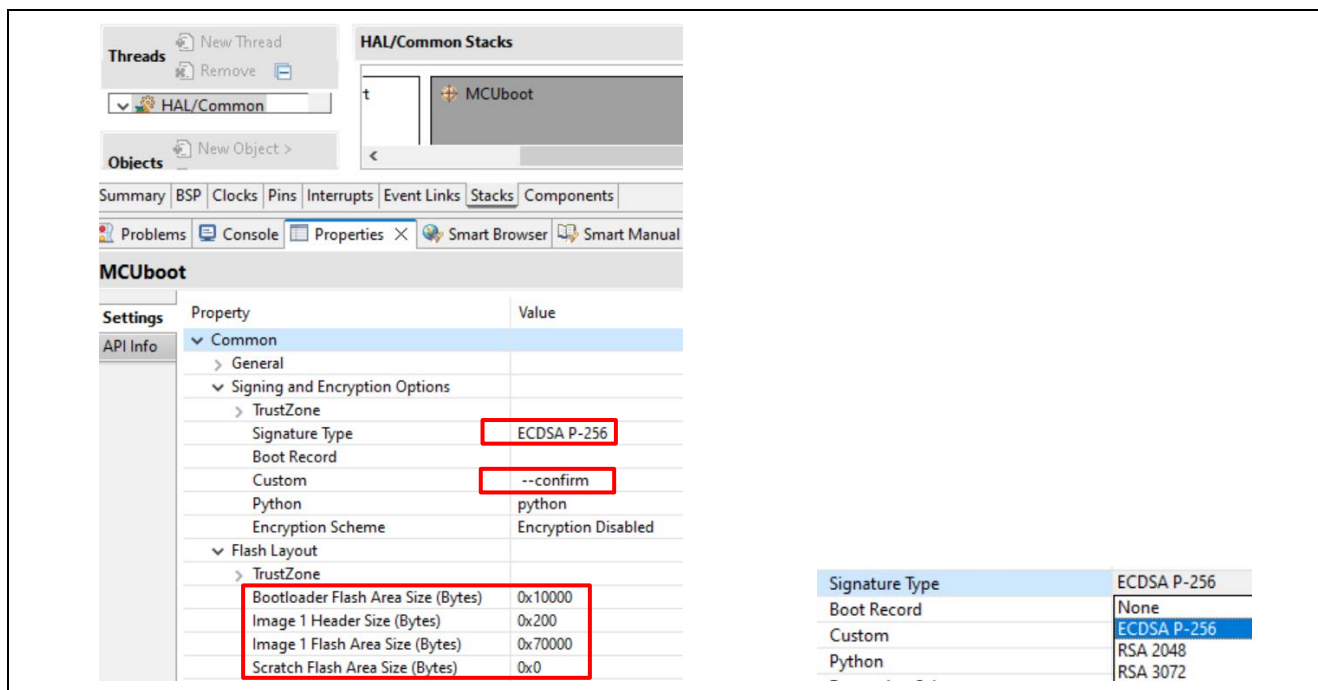 Threads
New Thread
Remove
HAL/Common
Objects
New Object >
HAL/Common Stacks
t
MCUboot
<
Summary BSP Clocks Pins Interrupts Event Links Stacks Components
Problems Console Properties Smart Browser Smart Manual
MCUboot
Settings
API Info
Property Value
Common
General
Signing and Encryption Options
TrustZone
Signature Type ECDSA P-256
Boot Record
Custom --confirm
Python python
Encryption Scheme Encryption Disabled
Flash Layout
TrustZone
Bootloader Flash Area Size (Bytes) 0x10000
Image 1 Header Size (Bytes) 0x200
Image 1 Flash Area Size (Bytes) 0x70000
Scratch Flash Area Size (Bytes) 0x0
Signature Type ECDSA P-256
Boot Record None
Custom ECDSA P-256
Python RSA 2048
RSA 3072